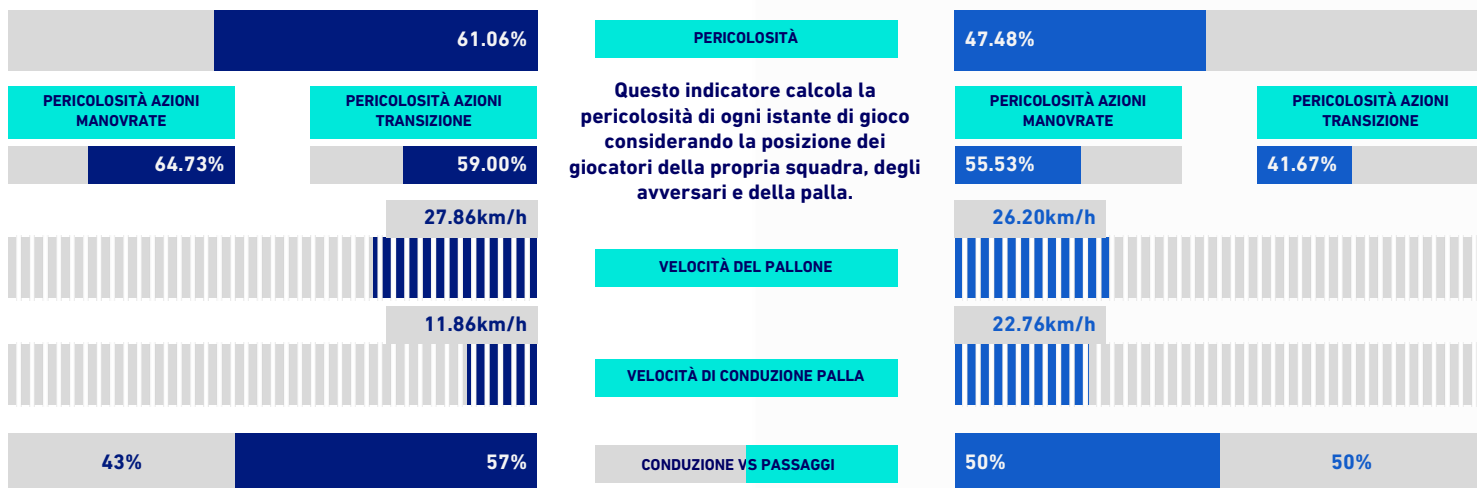 61.06%
PERICOLOSITÀ
47.48%
PERICOLOSITÀ AZIONI
MANOVRATE
PERICOLOSITÀ AZIONI
TRANSIZIONE
64.73%
59.00%
Questo indicatore calcola la
pericolosità di ogni istante di gioco
considerando la posizione dei
giocatori della propria squadra, degli
avversari e della palla.
PERICOLOSITÀ AZIONI
MANOVRATE
PERICOLOSITÀ AZIONI
TRANSIZIONE
55.53%
41.67%
27.86km/h
VELOCITÀ DEL PALLONE
26.20km/h
11.86km/h
VELOCITÀ DI CONDUZIONE PALLA
22.76km/h
43%
57%
CONDUZIONE VS PASSAGGI
50%
50%